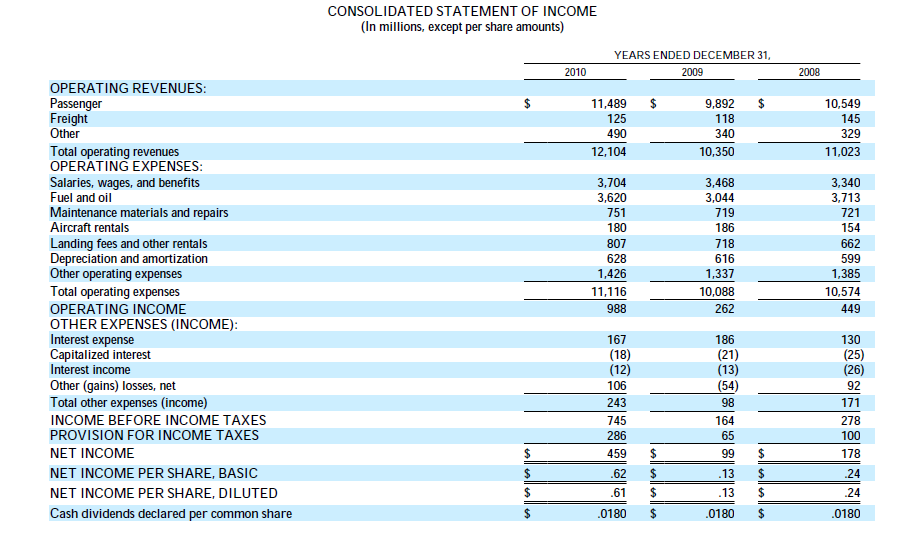 CONSOLIDATED STATEMENT OF INCOME
(In millions, except per share amounts)
YEARS ENDED DECEMBER 31,
2010 2009 2008
OPERATING REVENUES:
Passenger $ 11,489 $ 9,892 $ 10,549
Freight 125 118 145
Other 490 340 329
Total operating revenues 12,104 10,350 11,023
OPERATING EXPENSES:
Salaries, wages, and benefits 3,704 3,468 3,340
Fuel and oil 3,620 3,044 3,713
Maintenance materials and repairs 751 719 721
Aircraft rentals 180 186 154
Landing fees and other rentals 807 718 662
Depreciation and amortization 628 616 599
Other operating expenses 1,426 1,337 1,385
Total operating expenses 11,116 10,088 10,574
OPERATING INCOME 988 262 449
OTHER EXPENSES (INCOME):
Interest expense 167 186 130
Capitalized interest (18) (21) (25)
Interest income (12) (13) (26)
Other (gains) losses, net 106 (54) 92
Total other expenses (income) 243 98 171
INCOME BEFORE INCOME TAXES 745 164 278
PROVISION FOR INCOME TAXES 286 65 100
NET INCOME $ 459 $ 99 $ 178
NET INCOME PER SHARE, BASIC $ .62 $ .13 $ .24
NET INCOME PER SHARE, DILUTED $ .61 $ .13 $ .24
Cash dividends declared per common share $ .0180 $ .0180 $ .0180